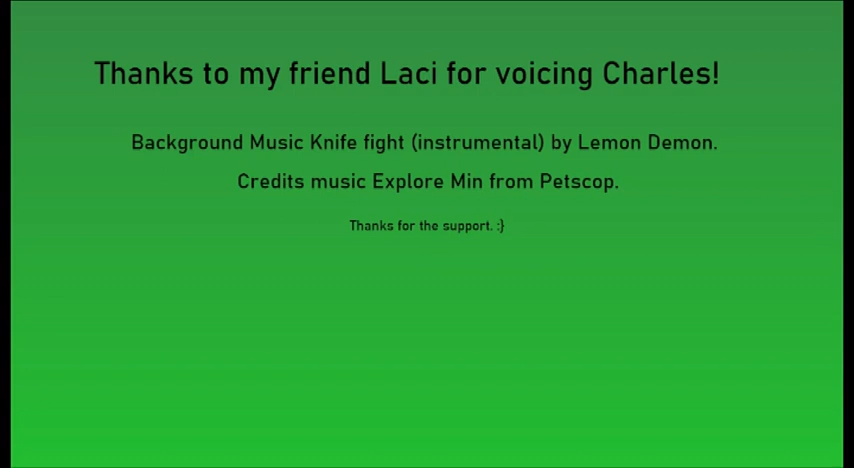 Thanks to my friend Laci for voicing Charles!
Background Music Knife fight (instrumental) by Lemon Demon.
Credits music Explore Min from Petscop.
Thanks for the support. :}